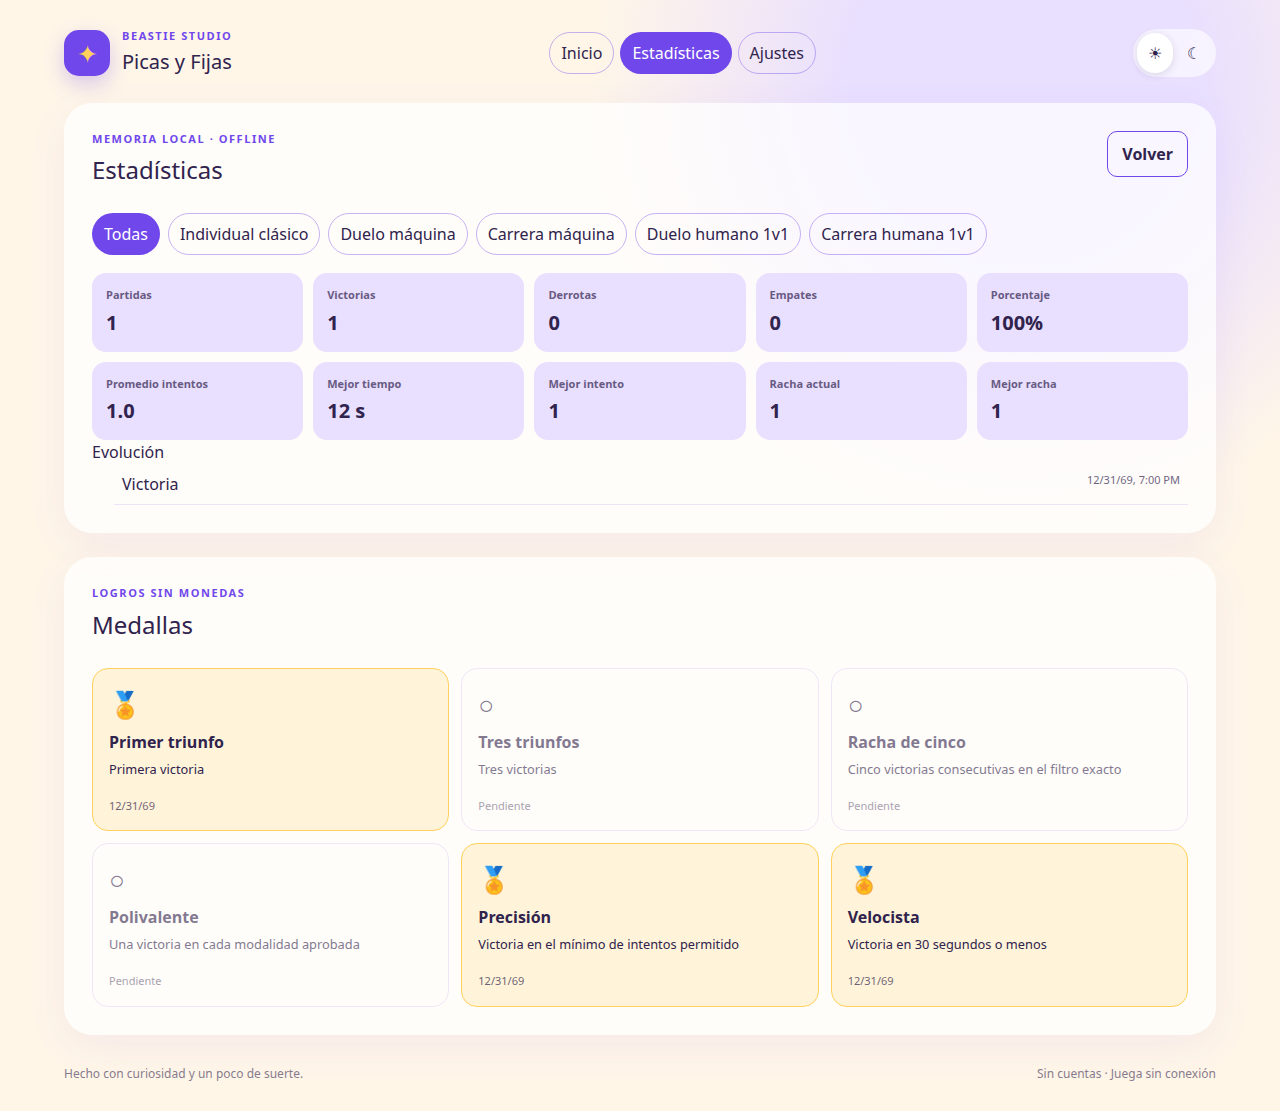 BEASTIE STUDIO
Picas y Fijas
Inicio
Estadísticas
Ajustes
MEMORIA LOCAL · OFFLINE
Estadísticas
Volver
Todas
Individual clásico
Duelo máquina
Carrera máquina
Duelo humano 1v1
Carrera humana 1v1
Partidas
1
Victorias
1
Derrotas
0
Empates
0
Porcentaje
100%
Promedio intentos
1.0
Mejor tiempo
12 s
Mejor intento
1
Racha actual
1
Mejor racha
1
Evolución
Victoria
12/31/69, 7:00 PM
LOGROS SIN MONEDAS
Medallas
Primer triunfo
Primera victoria
12/31/69
Tres triunfos
Tres victorias
Pendiente
Racha de cinco
Cinco victorias consecutivas en el filtro exacto
Pendiente
Polivalente
Una victoria en cada modalidad aprobada
Pendiente
Precisión
Victoria en el mínimo de intentos permitido
12/31/69
Velocista
Victoria en 30 segundos o menos
12/31/69
Hecho con curiosidad y un poco de suerte.
Sin cuentas · Juega sin conexión